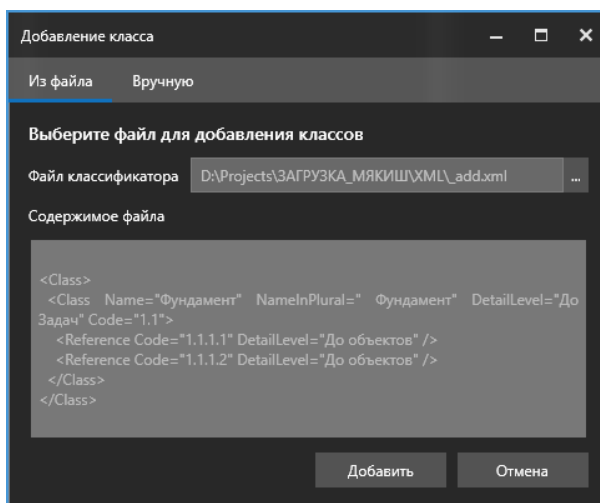 Добавление класса
Из файла Вручную
Выберите файл для добавления классов
Файл классификатора D:\Projects\ЗАГРУЗКА_МЯКИШ\XML\_add.xml ...
Содержимое файла
<Class>
<Class Name="Фундамент" NameInPlural=" Фундамент" DetailLevel="До
Задач" Code="1.1">
<Reference Code="1.1.1.1" DetailLevel="До объектов" />
<Reference Code="1.1.1.2" DetailLevel="До объектов" />
</Class>
</Class>
Добавить Отмена